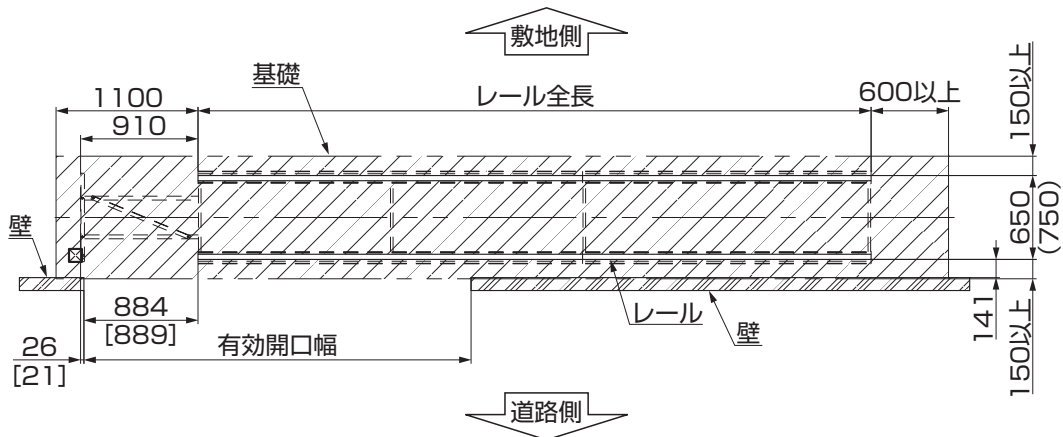 敷地側
基礎
1100
レール全長
600以上
150以上
910
壁
650
(750)
884
[889]
レール
壁
141
26
[21]
有効開口幅
150以上
道路側